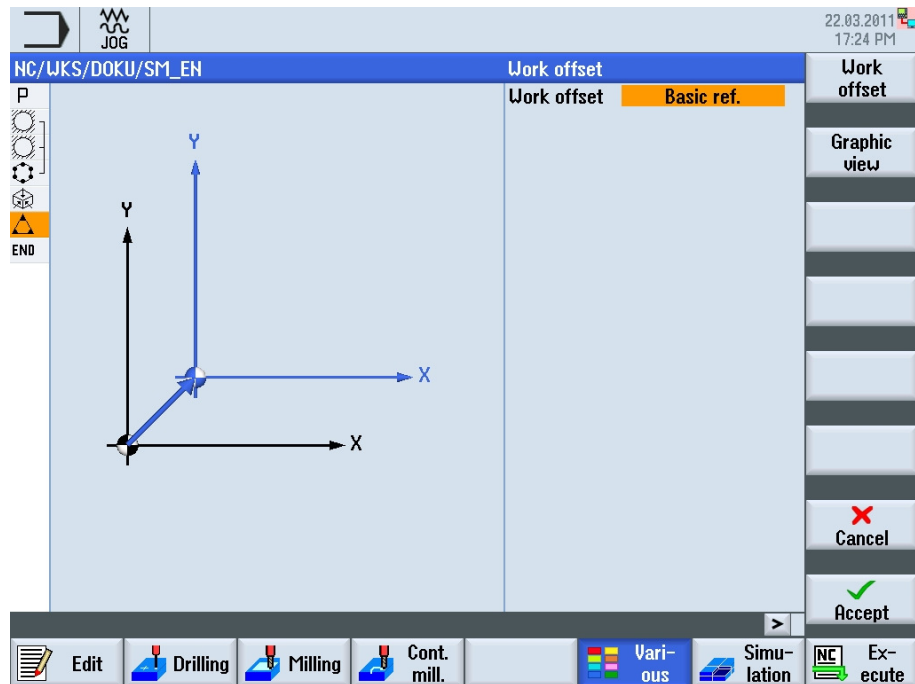 JOG
22.03.2011
17:24 PM
NC/WKS/DOKU/SM_EN
Work offset
Work offset
Basic ref.
P
END
Y
Y
X
X
Work
offset
Graphic
view
Cancel
Accept
>
Edit
Drilling
Milling
Cont.
mill.
Vari-
ous
Simu-
lation
NC
Ex-
ecute